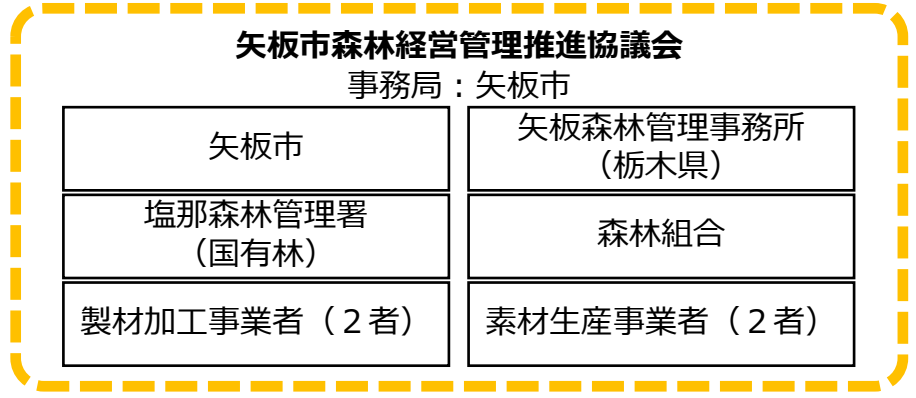 矢板市森林経営管理推進協議会
事務局：矢板市
矢板市
矢板森林管理事務所
（栃木県）
塩那森林管理署
（国有林）
森林組合
製材加工事業者（２者）
素材生産事業者（２者）